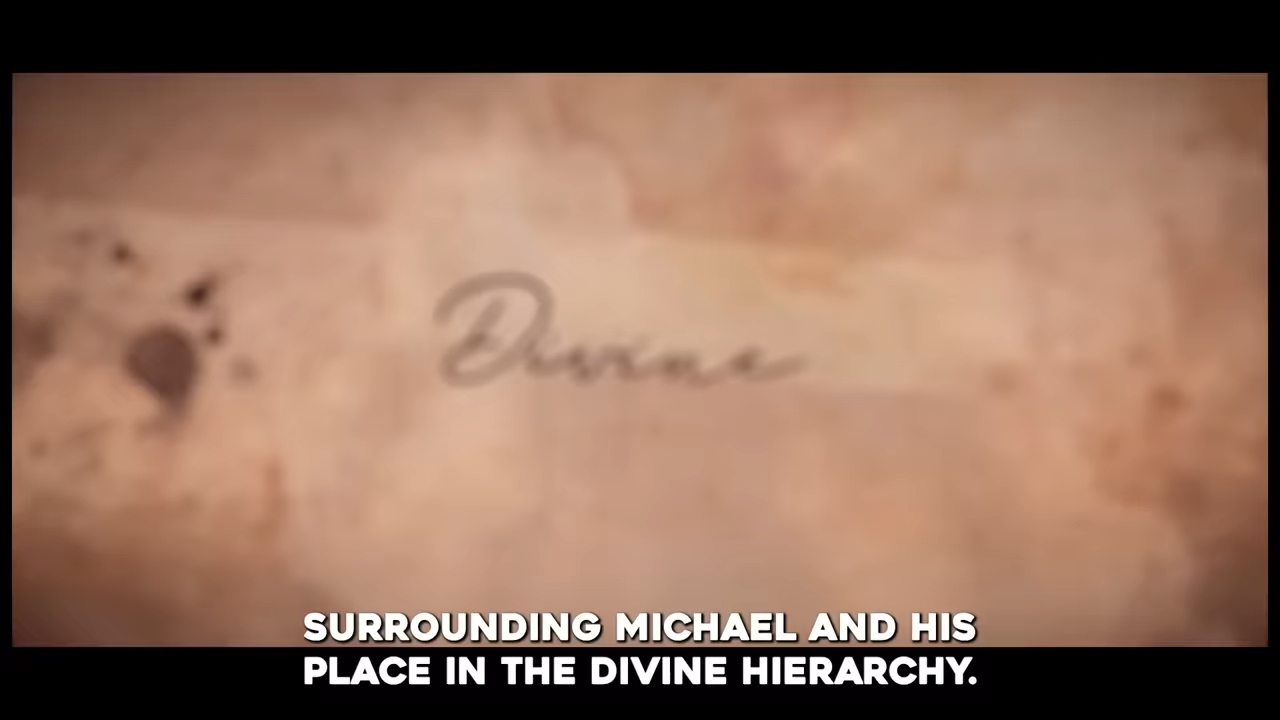 Divine
SURROUNDING MICHAEL AND HIS
PLACE IN THE DIVINE HIERARCHY.